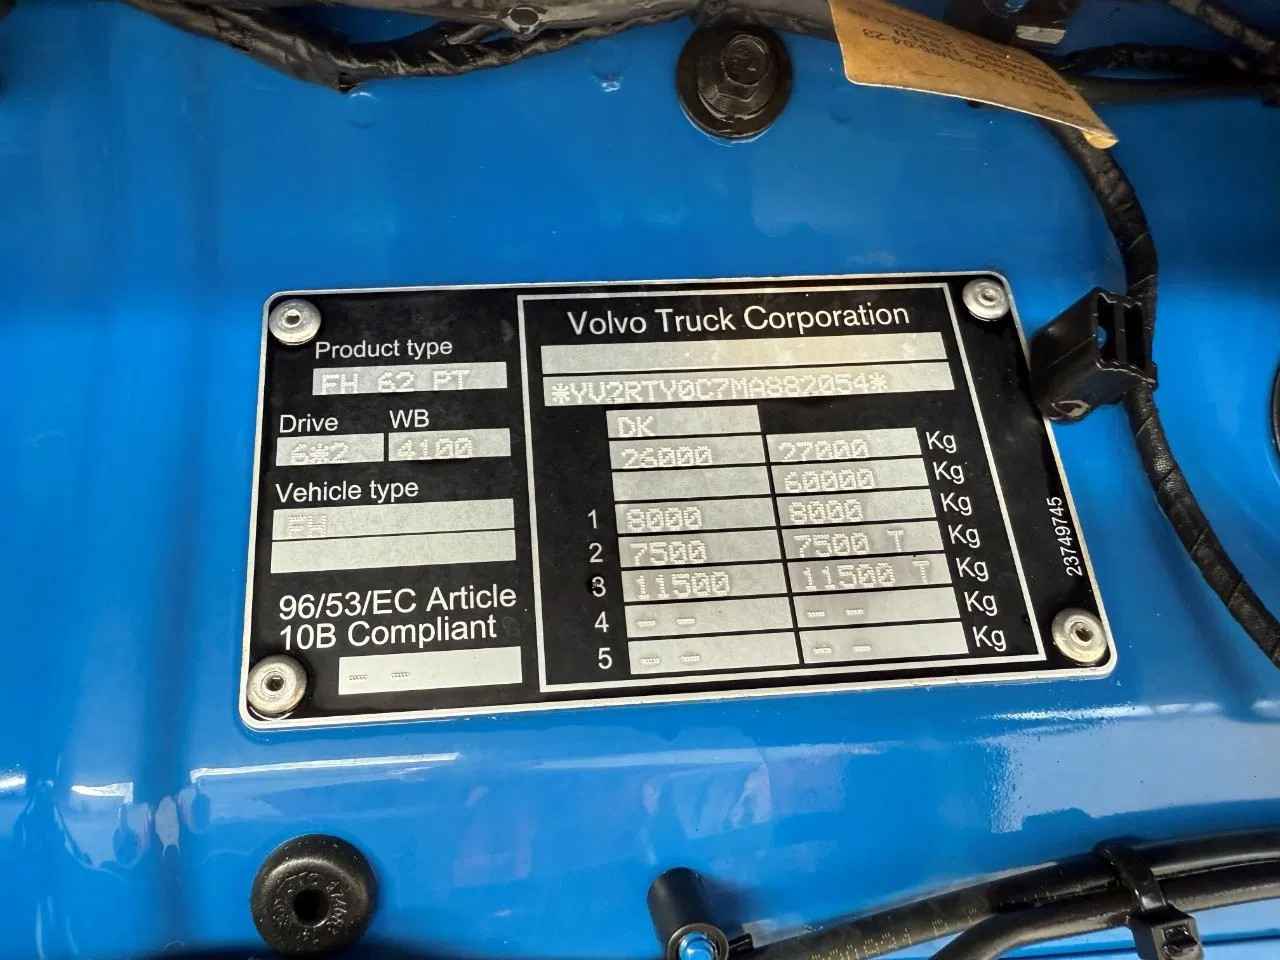 Volvo Truck Corporation
Product type
FH 62 PT
*YV2RTY0C7MA882054*
Drive WB
6*2 4100
DK
26000 27000 Kg
60000 Kg
Vehicle type
FH
1 8000 8000 Kg
2 7500 7500 T Kg
3 11500 11500 T Kg
4 -- -- Kg
5 -- -- Kg
96/53/EC Article
10B Compliant
-- 
23749745